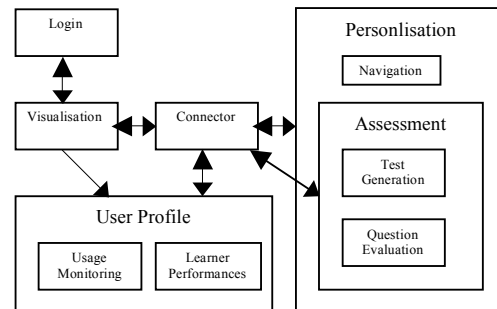 Login
Personlisation
Navigation
Visualisation
Connector
Assessment
Test
Generation
User Profile
Usage
Monitoring
Learner
Performances
Question
Evaluation